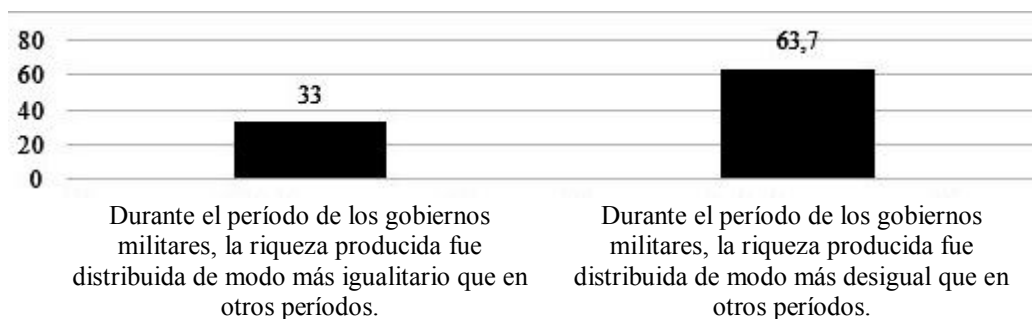 80
60
40
20
0
33
63,7
Durante el período de los gobiernos
militares, la riqueza producida fue
distribuida de modo más igualitario que en
otros períodos.
Durante el período de los gobiernos
militares, la riqueza producida fue
distribuida de modo más desigual que en
otros períodos.